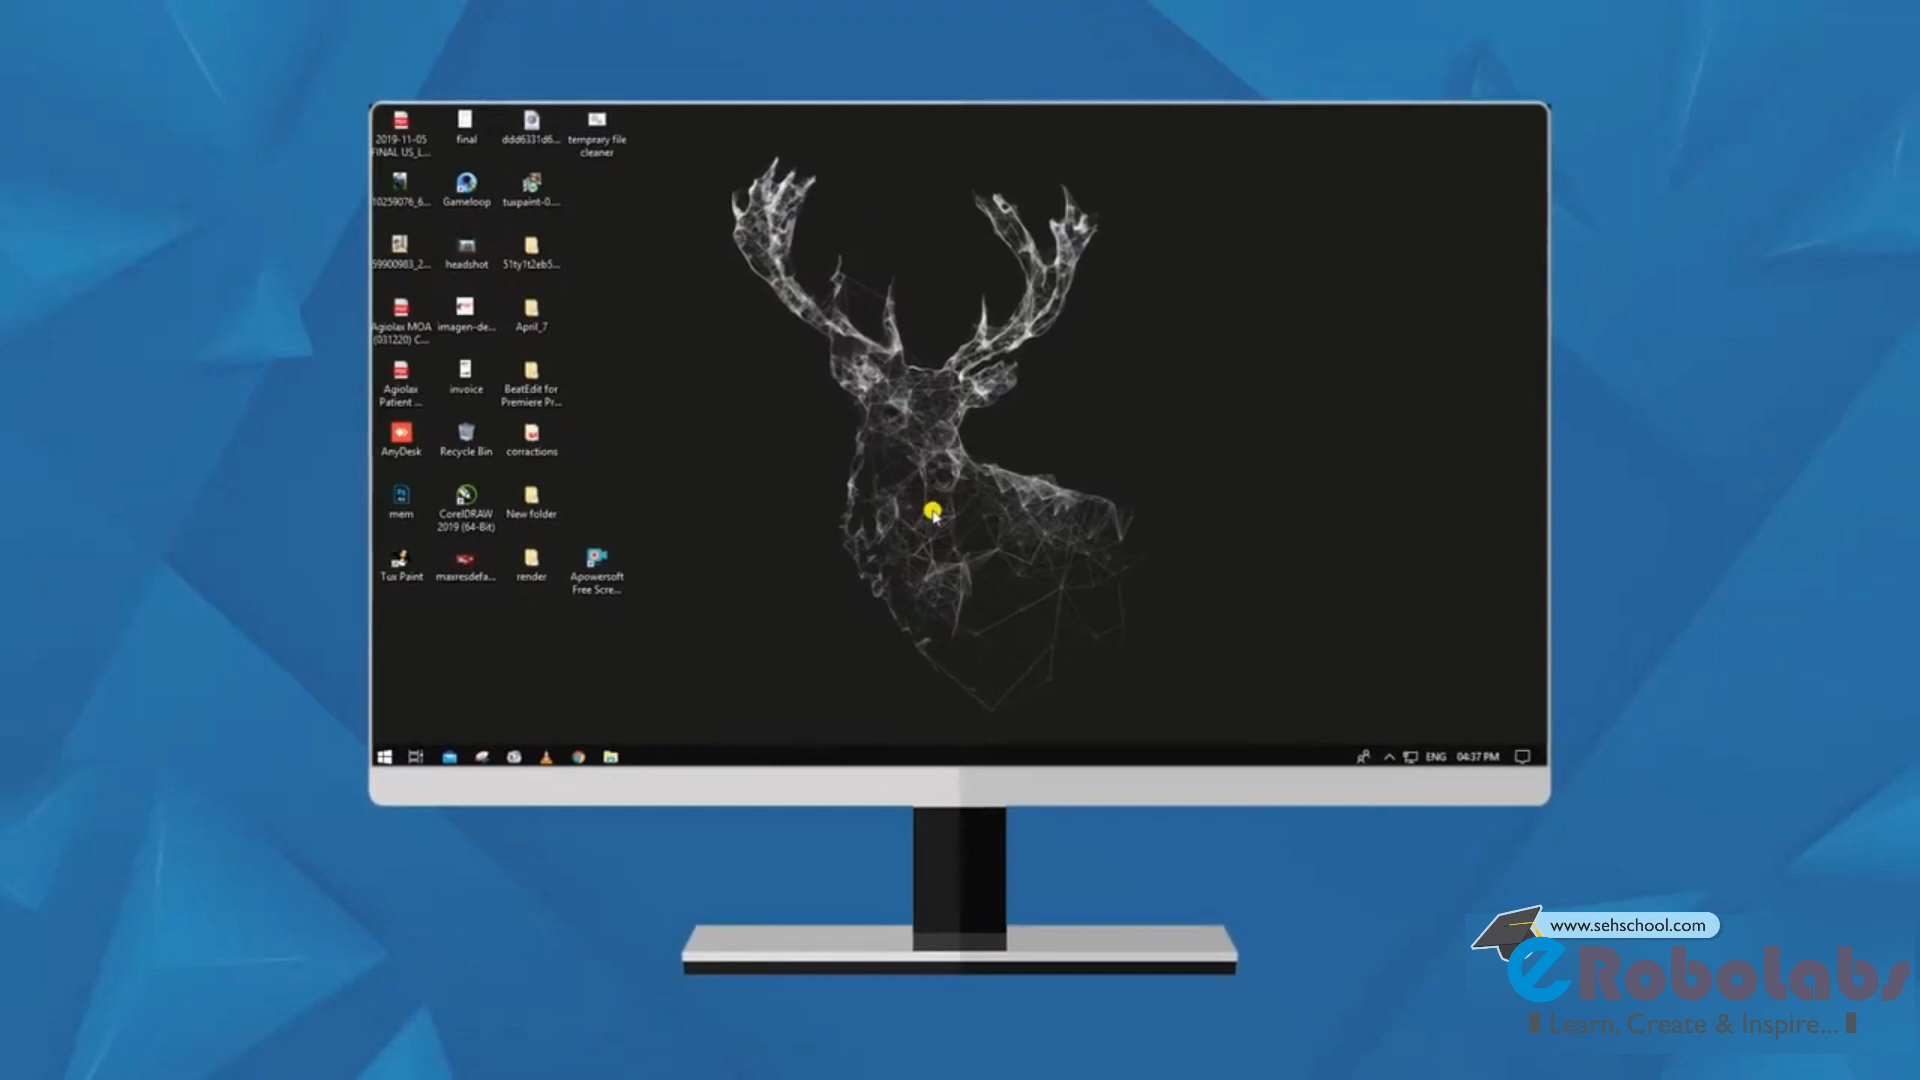 2019-11-05
FINAL US_L...
final
ddd6331d6...
temprary file
cleaner
10259076_6...
Gameloop
tuxpaint-0....
59900983_2...
headshot
51ty1t2eb5...
Agiolax MOA
(031220) C...
imagen-de...
April_7
Agiolax
Patient ...
invoice
BeatEdit for
Premiere Pr...
AnyDesk
Recycle Bin
corractions
mem
CorelDRAW
2019 (64-Bit)
New folder
Tux Paint
maxresdefa...
render
Apowersoft
Free Scre...
ENG 04:37 PM
www.sehschool.com
eRoboLabs
Learn, Create & Inspire...